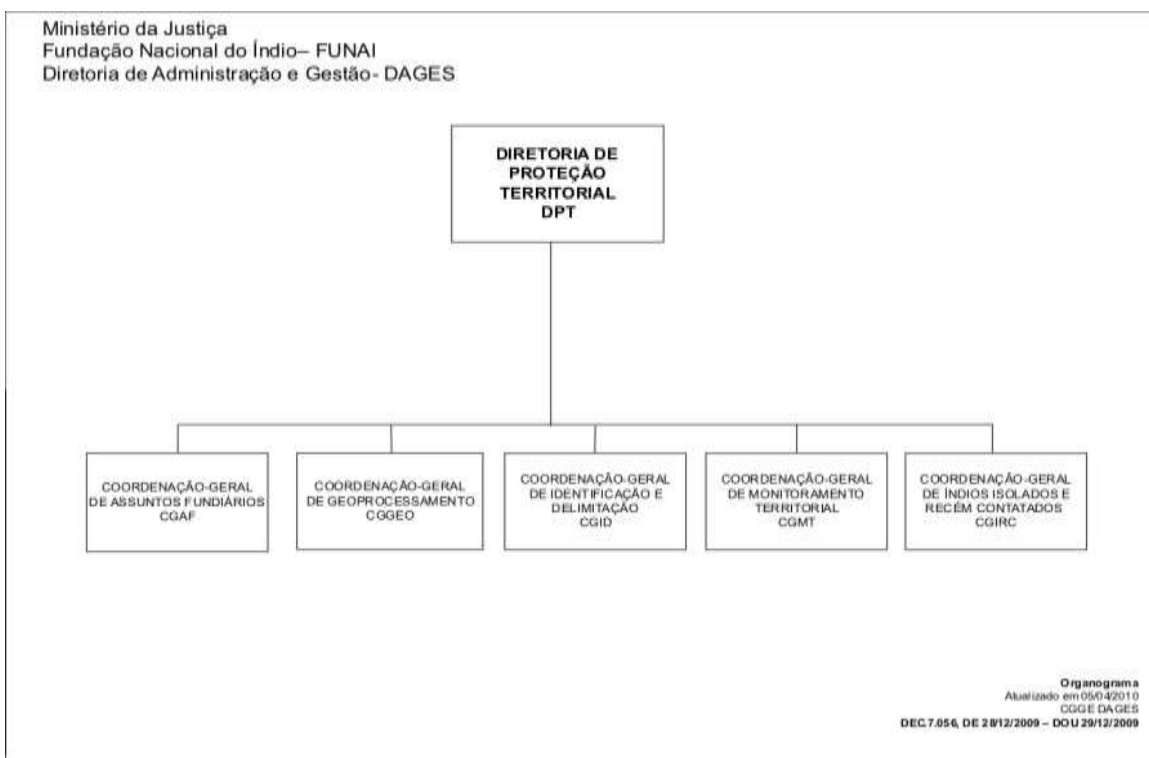 Ministério da Justiça
Fundação Nacional do Índio– FUNAI
Diretoria de Administração e Gestão- DAGES
DIRETORIA DE
PROTEÇÃO
TERRITORIAL
DPT
COORDENAÇÃO-GERAL
DE ASSUNTOS FUNDIÁRIOS
CGAF
COORDENAÇÃO-GERAL
DE GEOPROCESSAMENTO
CGGEO
COORDENAÇÃO-GERAL
DE IDENTIFICAÇÃO E
DELIMITAÇÃO
CGID
COORDENAÇÃO-GERAL
DE MONITORAMENTO
TERRITORIAL
CGMT
COORDENAÇÃO-GERAL
DE ÍNDIOS ISOLADOS E
RECÉM CONTATADOS
CGIRC
Organograma
Atualizado em 05/04/2010
CGGE DAGES
DEC.7.056, DE 28/12/2009 – DOU 29/12/2009